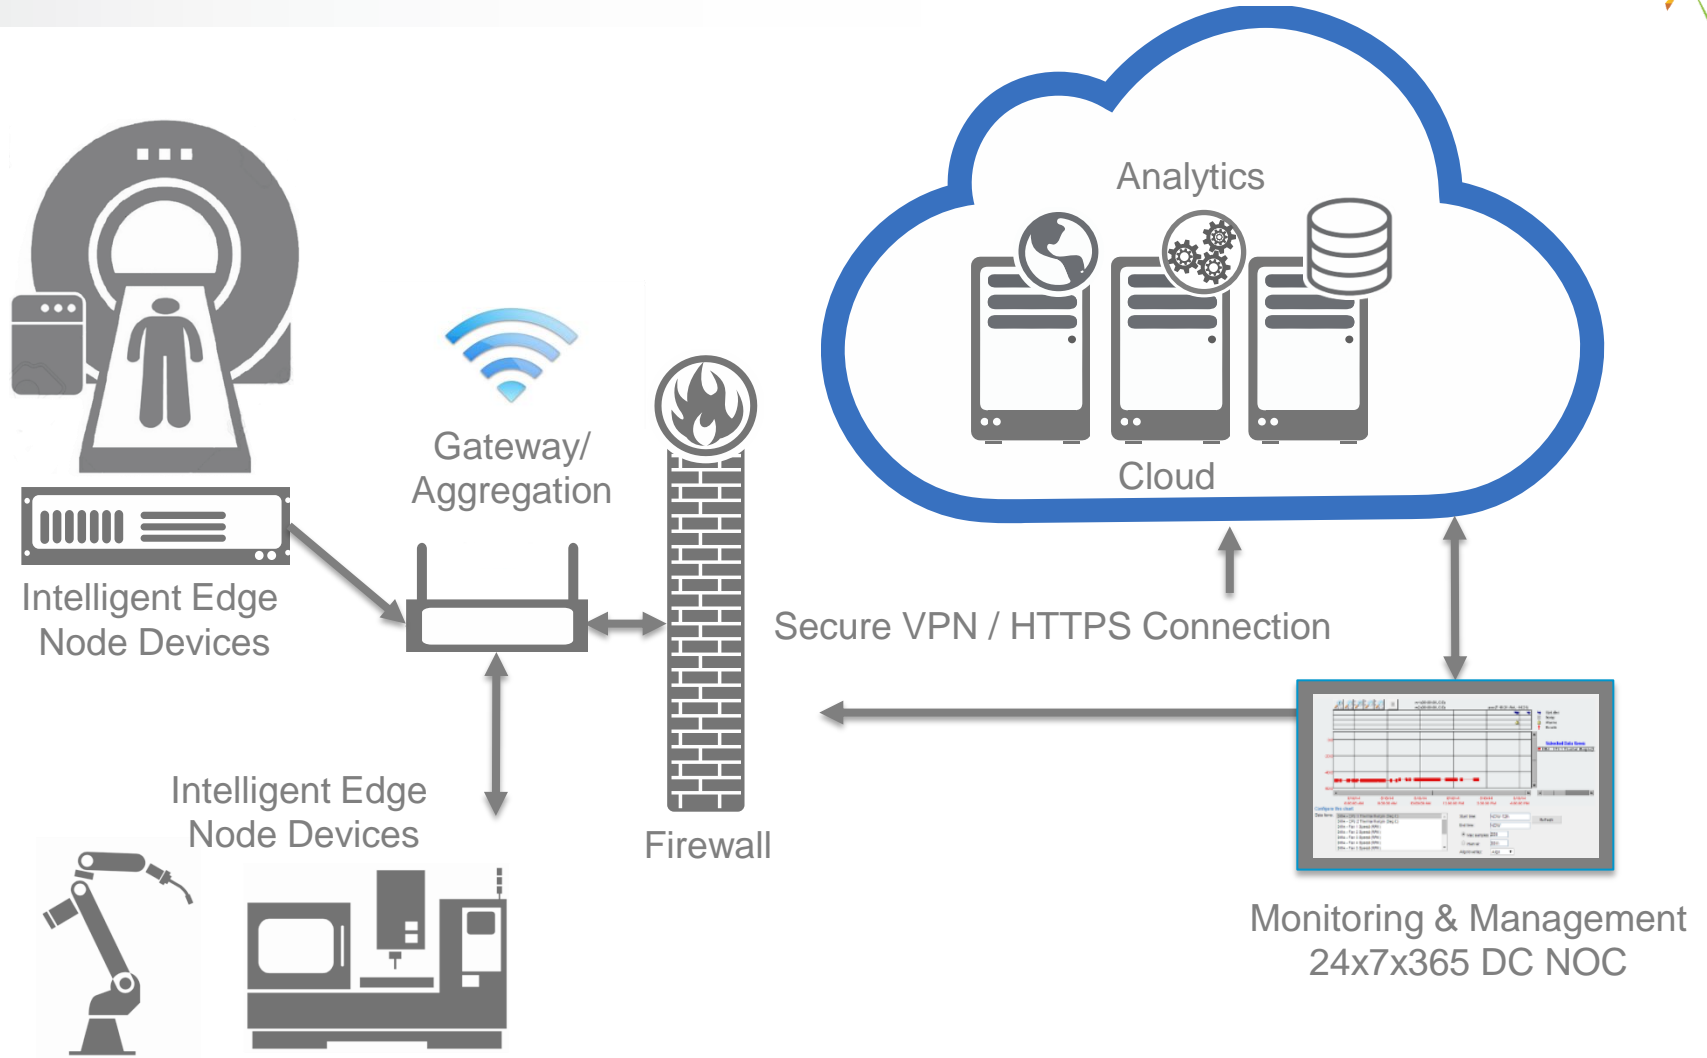 Analytics
Cloud
Gateway/
Aggregation
Intelligent Edge
Node Devices
Secure VPN / HTTPS Connection
Intelligent Edge
Node Devices
Firewall
Monitoring & Management
24x7x365 DC NOC